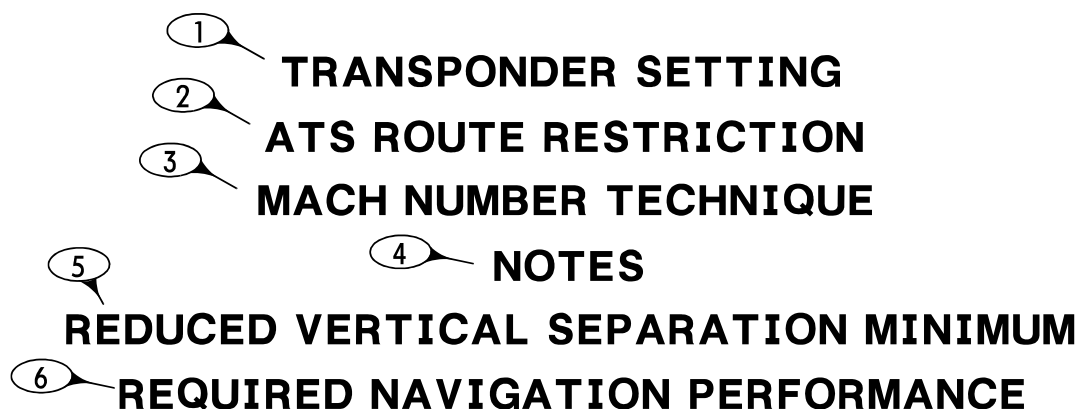 1
TRANSPONDER SETTING
2
ATS ROUTE RESTRICTION
3
MACH NUMBER TECHNIQUE
4
NOTES
5
REDUCED VERTICAL SEPARATION MINIMUM
6
REQUIRED NAVIGATION PERFORMANCE